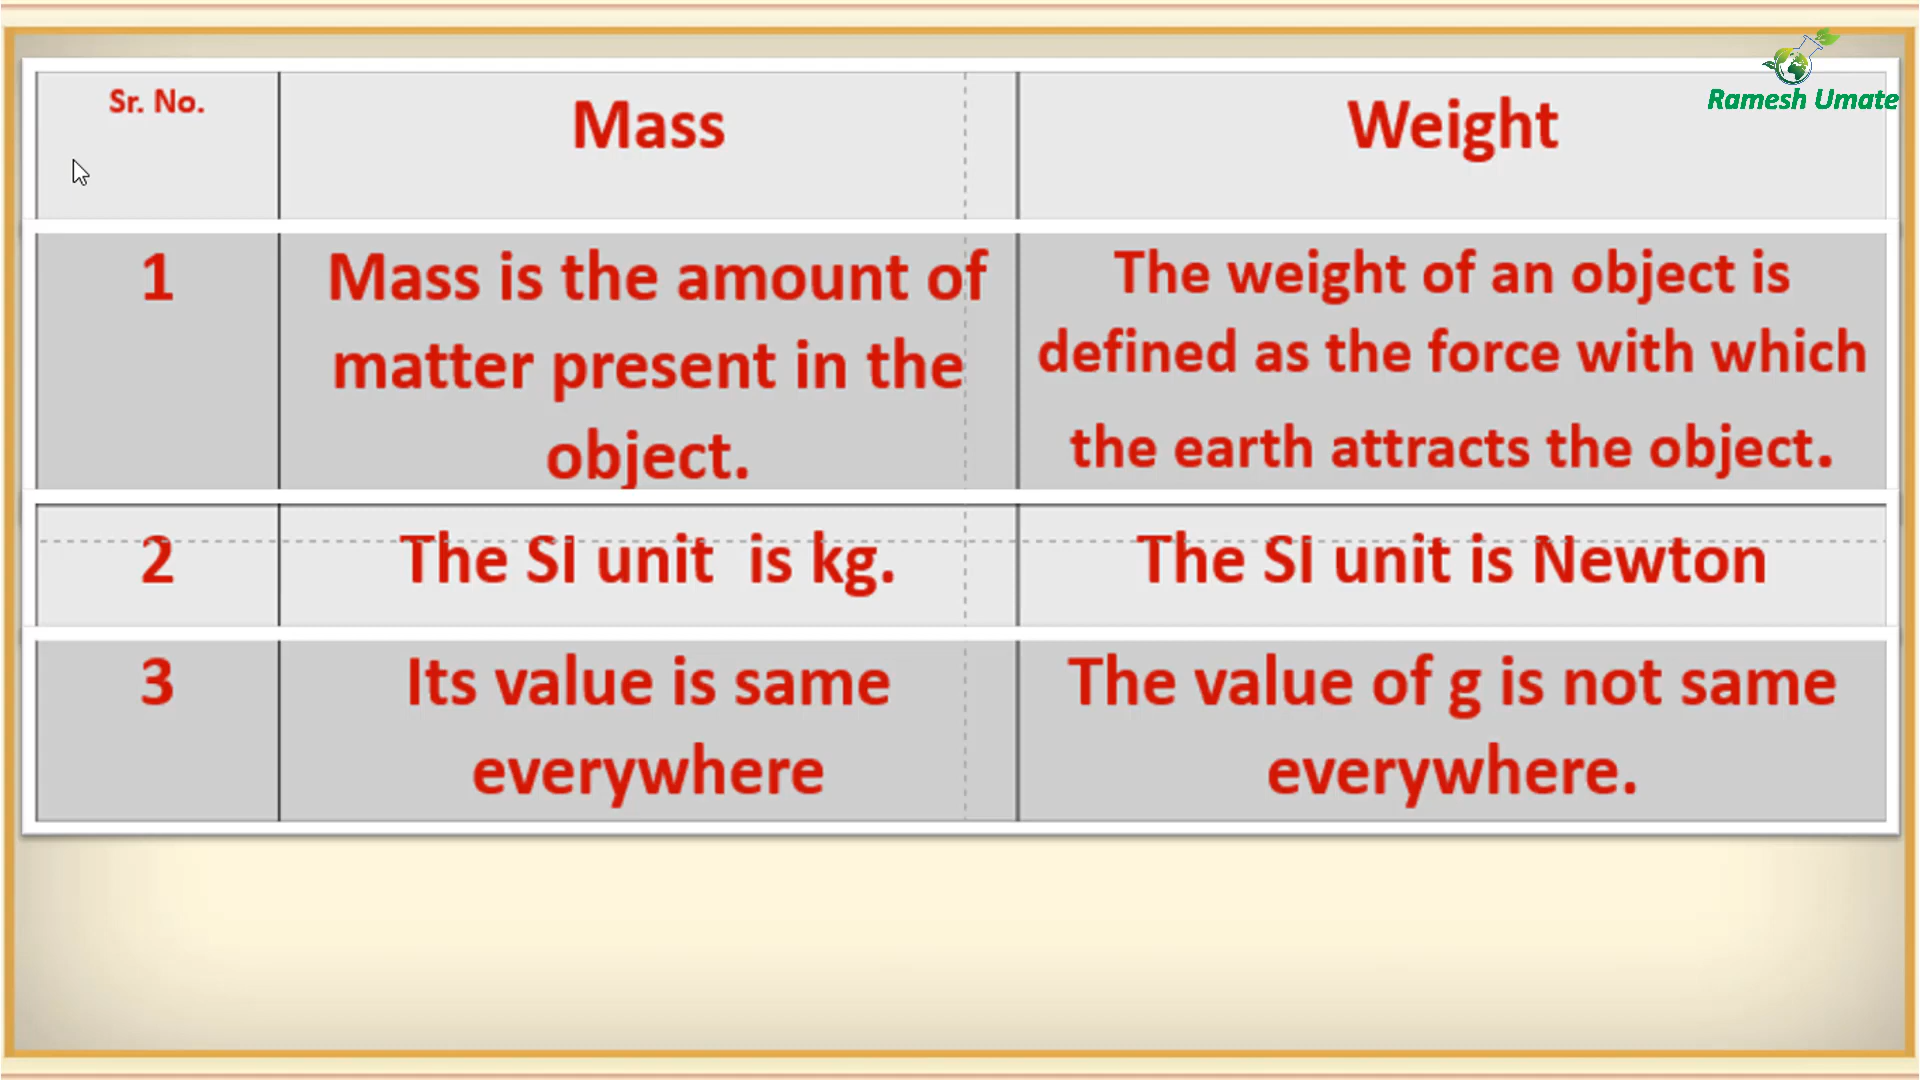 Ramesh Umate
Sr. No.
Mass
Weight
1
Mass is the amount of
matter present in the
object.
The weight of an object is
defined as the force with which
the earth attracts the object.
2
The SI unit is kg.
The SI unit is Newton
3
Its value is same
everywhere
The value of g is not same
everywhere.